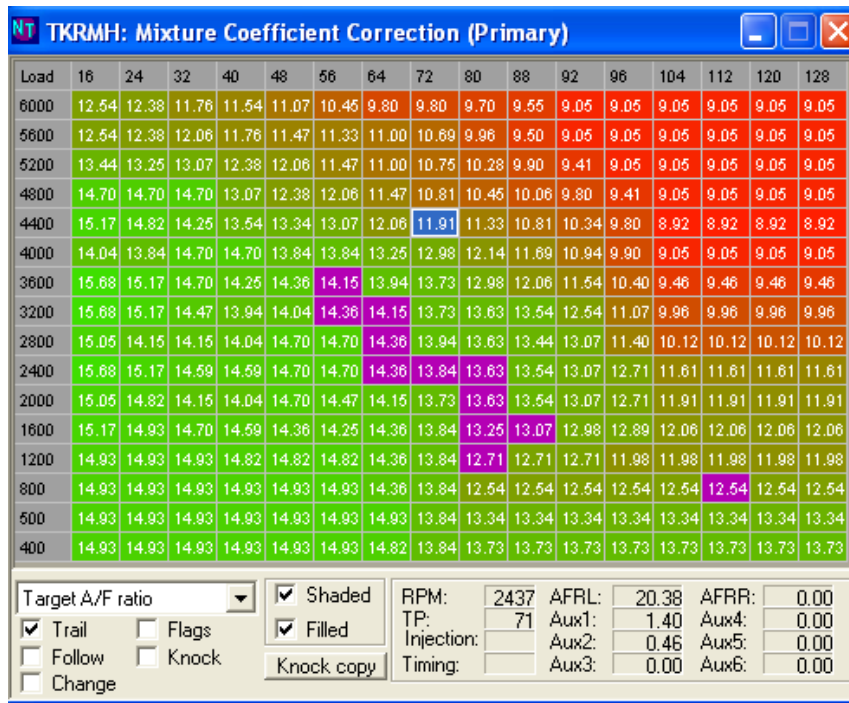 NT TKRMH: Mixture Coefficient Correction (Primary)
Load 16 24 32 40 48 56 64 72 80 88 92 96 104 112 120 128
6000 12.54 12.38 11.76 11.54 11.07 10.45 9.80 9.80 9.70 9.55 9.05 9.05 9.05 9.05 9.05 9.05
5600 12.54 12.38 12.06 11.76 11.47 11.33 11.00 10.69 9.96 9.50 9.05 9.05 9.05 9.05 9.05 9.05
5200 13.44 13.25 13.07 12.38 12.06 11.47 11.00 10.75 10.28 9.90 9.41 9.05 9.05 9.05 9.05 9.05
4800 14.70 14.70 14.70 13.07 12.38 12.06 11.47 10.81 10.45 10.06 9.80 9.41 9.05 9.05 9.05 9.05
4400 15.17 14.82 14.25 13.54 13.34 13.07 12.06 11.91 11.33 10.81 10.34 9.80 8.92 8.92 8.92 8.92
4000 14.04 13.84 14.70 14.70 13.84 13.84 13.25 12.98 12.14 11.69 10.94 9.90 9.05 9.05 9.05 9.05
3600 15.68 15.17 14.70 14.25 14.36 14.15 13.94 13.73 12.98 12.06 11.54 10.40 9.46 9.46 9.46 9.46
3200 15.68 15.17 14.47 13.94 14.04 14.36 14.15 13.73 13.63 13.54 12.54 11.07 9.96 9.96 9.96 9.96
2800 15.05 14.15 14.15 14.04 14.70 14.70 14.36 13.94 13.63 13.44 13.07 11.40 10.12 10.12 10.12 10.12
2400 15.68 15.17 14.59 14.59 14.70 14.70 14.36 13.84 13.63 13.54 13.07 12.71 11.61 11.61 11.61 11.61
2000 15.05 14.82 14.15 14.04 14.70 14.47 14.15 13.73 13.63 13.54 13.07 12.71 11.91 11.91 11.91 11.91
1600 15.17 14.93 14.70 14.59 14.36 14.25 14.36 13.84 13.25 13.07 12.98 12.89 12.06 12.06 12.06 12.06
1200 14.93 14.93 14.93 14.82 14.82 14.82 14.36 13.84 12.71 12.71 12.71 11.98 11.98 11.98 11.98 11.98
800 14.93 14.93 14.93 14.93 14.93 14.93 14.36 13.84 12.54 12.54 12.54 12.54 12.54 12.54 12.54 12.54
500 14.93 14.93 14.93 14.93 14.93 14.93 14.93 13.84 13.34 13.34 13.34 13.34 13.34 13.34 13.34 13.34
400 14.93 14.93 14.93 14.93 14.93 14.93 14.82 13.84 13.73 13.73 13.73 13.73 13.73 13.73 13.73 13.73
Target A/F ratio Shaded RPM: 2437 AFRL: 20.38 AFRR: 0.00
Trail Flags Filled TP: 71 Aux1: 1.40 Aux4: 0.00
Follow Knock Knock copy Injection: Aux2: 0.46 Aux5: 0.00
Change Timing: Aux3: 0.00 Aux6: 0.00